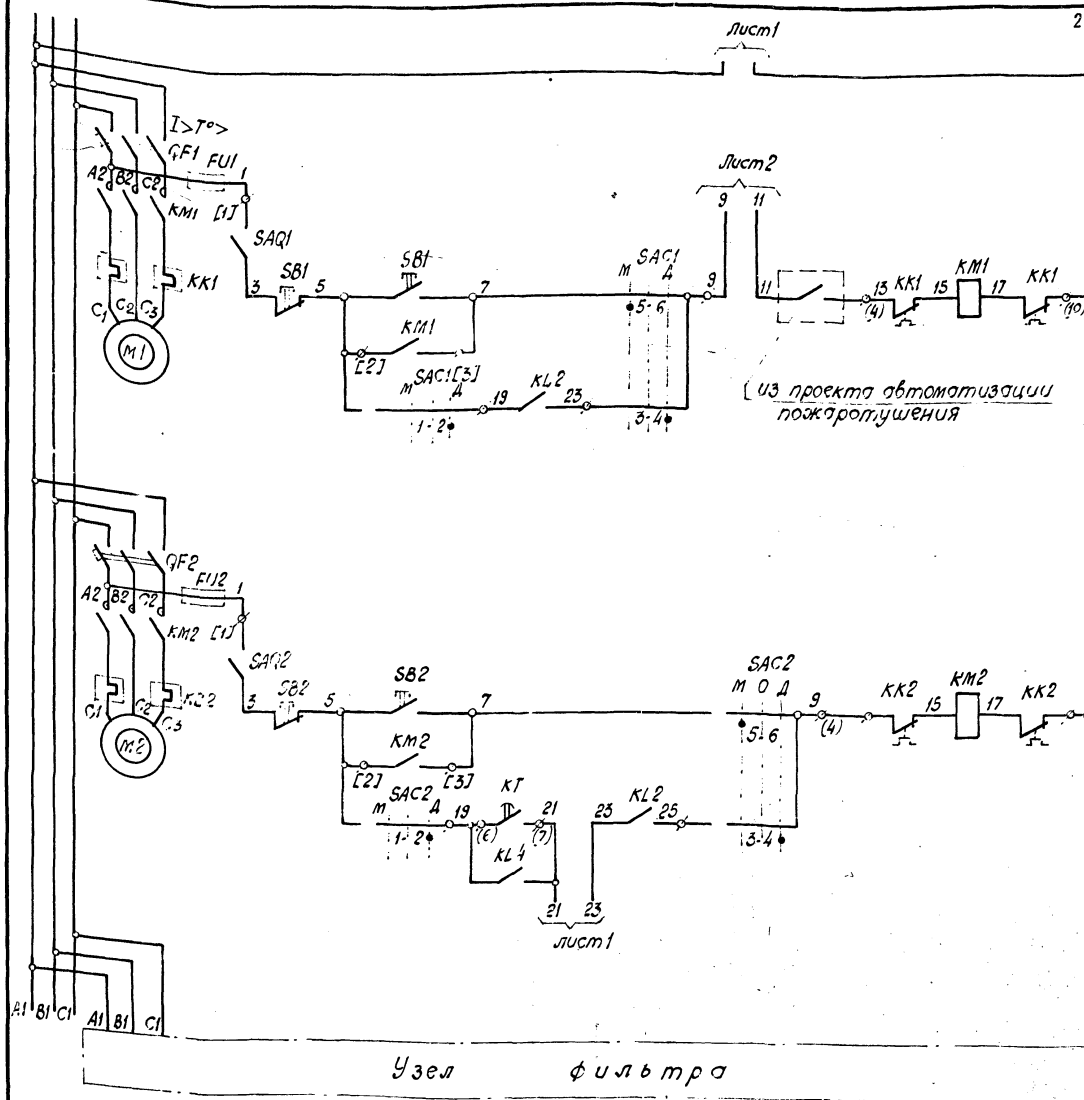 2
Лист1
I>T°>
QF1
FU1
1
A2 B2 C2
KM1
[1]
SAQ1
Лист2
9 11
3
SB1
5
SB1
7
M SAC1 Д
5-6
9
11
13
(4)
KK1
15
KM1
17
KK1
(10)
KK1
C1 C2 C3
M1
KM1
[2]
[3]
M SAC1 Д
1-2
19
KL2
23
3-4
из проекта автоматизации
пожаротушения
QF2
FU2
1
A2 B2 C2
KM2
[1]
SAQ2
3
SB2
5
SB2
7
SAC2
М О Д
5-6
9
(4)
KK2
15
KM2
17
KK2
KK2
C1 C2 C3
M2
KM2
[2]
[3]
M SAC2 Д
1-2
19
(6)
KT
21
(7)
23
KL2
25
3-4
21 23
лист1
A1 B1 C1
A1 B1 C1
Узел фильтра